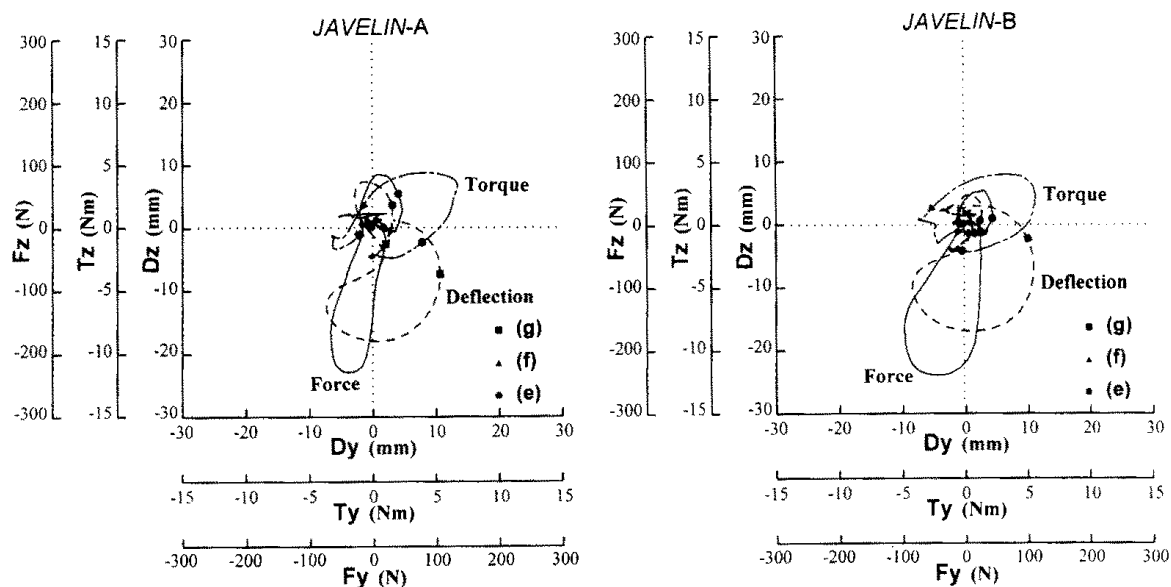 JAVELIN-A
300 15 30
200 10 20
100 5 10
0 0 0
-100 -5 -10
-200 -10 -20
-300 -15 -30
Fz (N)
Tz (Nm)
Dz (mm)
Torque
Deflection
Force
(g)
(f)
(e)
-30 -20 -10 0 10 20 30
Dy (mm)
-15 -10 -5 0 5 10 15
Ty (Nm)
-300 -200 -100 0 100 200 300
Fy (N)
JAVELIN-B
300 15 30
200 10 20
100 5 10
0 0 0
-100 -5 -10
-200 -10 -20
-300 -15 -30
Fz (N)
Tz (Nm)
Dz (mm)
Torque
Deflection
Force
(g)
(f)
(e)
-30 -20 -10 0 10 20 30
Dy (mm)
-15 -10 -5 0 5 10 15
Ty (Nm)
-300 -200 -100 0 100 200 300
Fy (N)